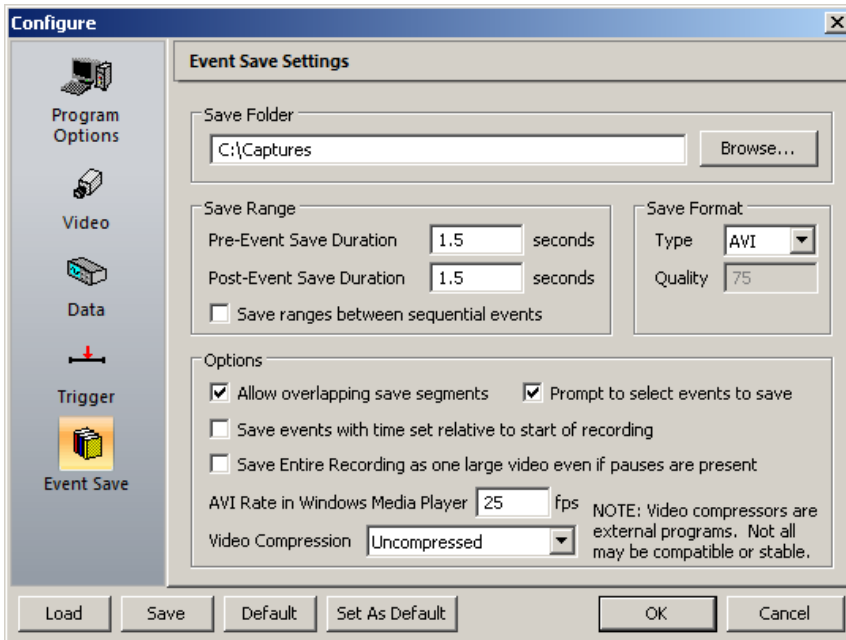 Configure
Program
Options
Video
Data
Trigger
Event Save
Event Save Settings
Save Folder
C:\Captures
Browse...
Save Range
Pre-Event Save Duration 1.5 seconds
Post-Event Save Duration 1.5 seconds
Save ranges between sequential events
Save Format
Type AVI
Quality 75
Options
Allow overlapping save segments Prompt to select events to save
Save events with time set relative to start of recording
Save Entire Recording as one large video even if pauses are present
AVI Rate in Windows Media Player 25 fps
Video Compression Uncompressed
NOTE: Video compressors are
external programs. Not all
may be compatible or stable.
Load Save Default Set As Default OK Cancel